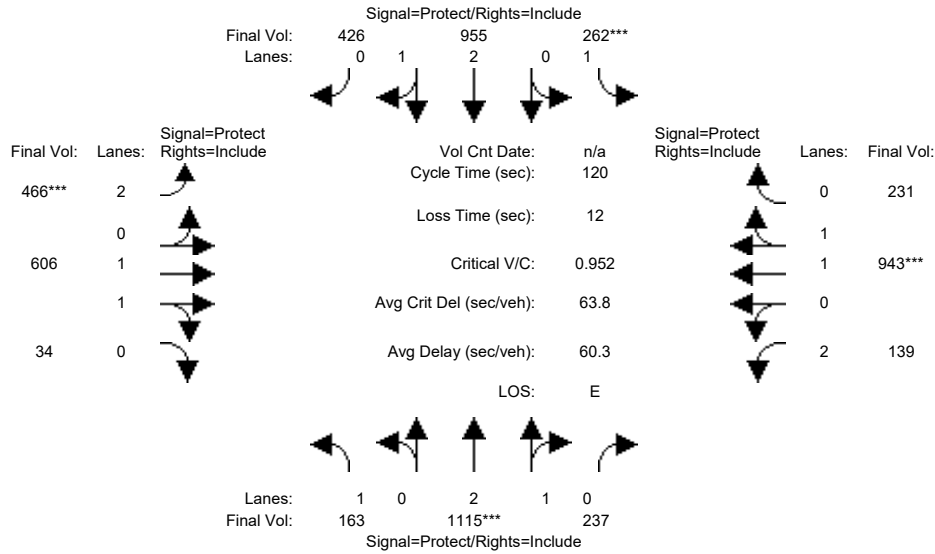 Signal=Protect/Rights=Include
Final Vol: 426 955 262***
Lanes: 0 1 2 0 1
Signal=Protect Signal=Protect
Final Vol: Lanes: Rights=Include Vol Cnt Date: n/a Rights=Include Lanes: Final Vol:
Cycle Time (sec): 120
466*** 2 0 231
Loss Time (sec): 12
0 1
606 1 Critical V/C: 0.952 1 943***
1 Avg Crit Del (sec/veh): 63.8 0
34 0 Avg Delay (sec/veh): 60.3 2 139
LOS: E
Lanes: 1 0 2 1 0
Final Vol: 163 1115*** 237
Signal=Protect/Rights=Include